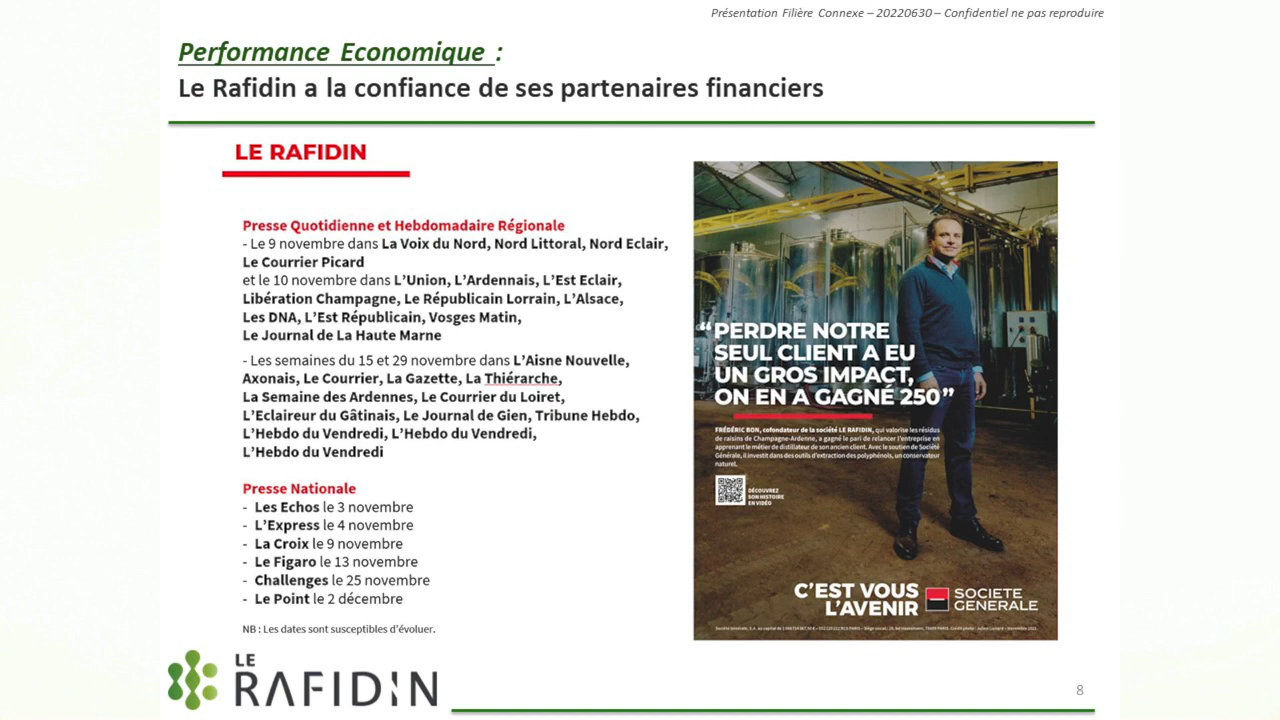 Présentation Filière Connexe – 20220630 – Confidentiel ne pas reproduire
Performance Economique :
Le Rafidin a la confiance de ses partenaires financiers
LE RAFIDIN
Presse Quotidienne et Hebdomadaire Régionale
- Le 9 novembre dans La Voix du Nord, Nord Littoral, Nord Eclair,
Le Courrier Picard
et le 10 novembre dans L'Union, L'Ardennais, L'Est Eclair,
Libération Champagne, Le Républicain Lorrain, L'Alsace,
Les DNA, L'Est Républicain, Vosges Matin,
Le Journal de La Haute Marne
- Les semaines du 15 et 29 novembre dans L'Aisne Nouvelle,
Axonais, Le Courrier, La Gazette, La Thiérarche,
La Semaine des Ardennes, Le Courrier du Loiret,
L'Eclaireur du Gâtinais, Le Journal de Gien, Tribune Hebdo,
L'Hebdo du Vendredi, L'Hebdo du Vendredi,
L'Hebdo du Vendredi
Presse Nationale
- Les Echos le 3 novembre
- L'Express le 4 novembre
- La Croix le 9 novembre
- Le Figaro le 13 novembre
- Challenges le 25 novembre
- Le Point le 2 décembre
NB : Les dates sont susceptibles d'évoluer.
“PERDRE NOTRE
SEUL CLIENT A EU
UN GROS IMPACT,
ON EN A GAGNÉ 250”
FRÉDÉRIC BON, cofondateur de la société LE RAFIDIN, qui valorise les résidus
de raisins de Champagne-Ardenne, a gagné le pari de relancer l'entreprise en
apprenant le métier de distillateur de son ancien client. Avec le soutien de Société
Générale, il investit dans des outils d'extraction des polyphénols, un conservateur
naturel.
DÉCOUVREZ
SON HISTOIRE
EN VIDÉO
C'EST VOUS
L'AVENIR
SOCIETE
GENERALE
LE
RAFIDIN
8